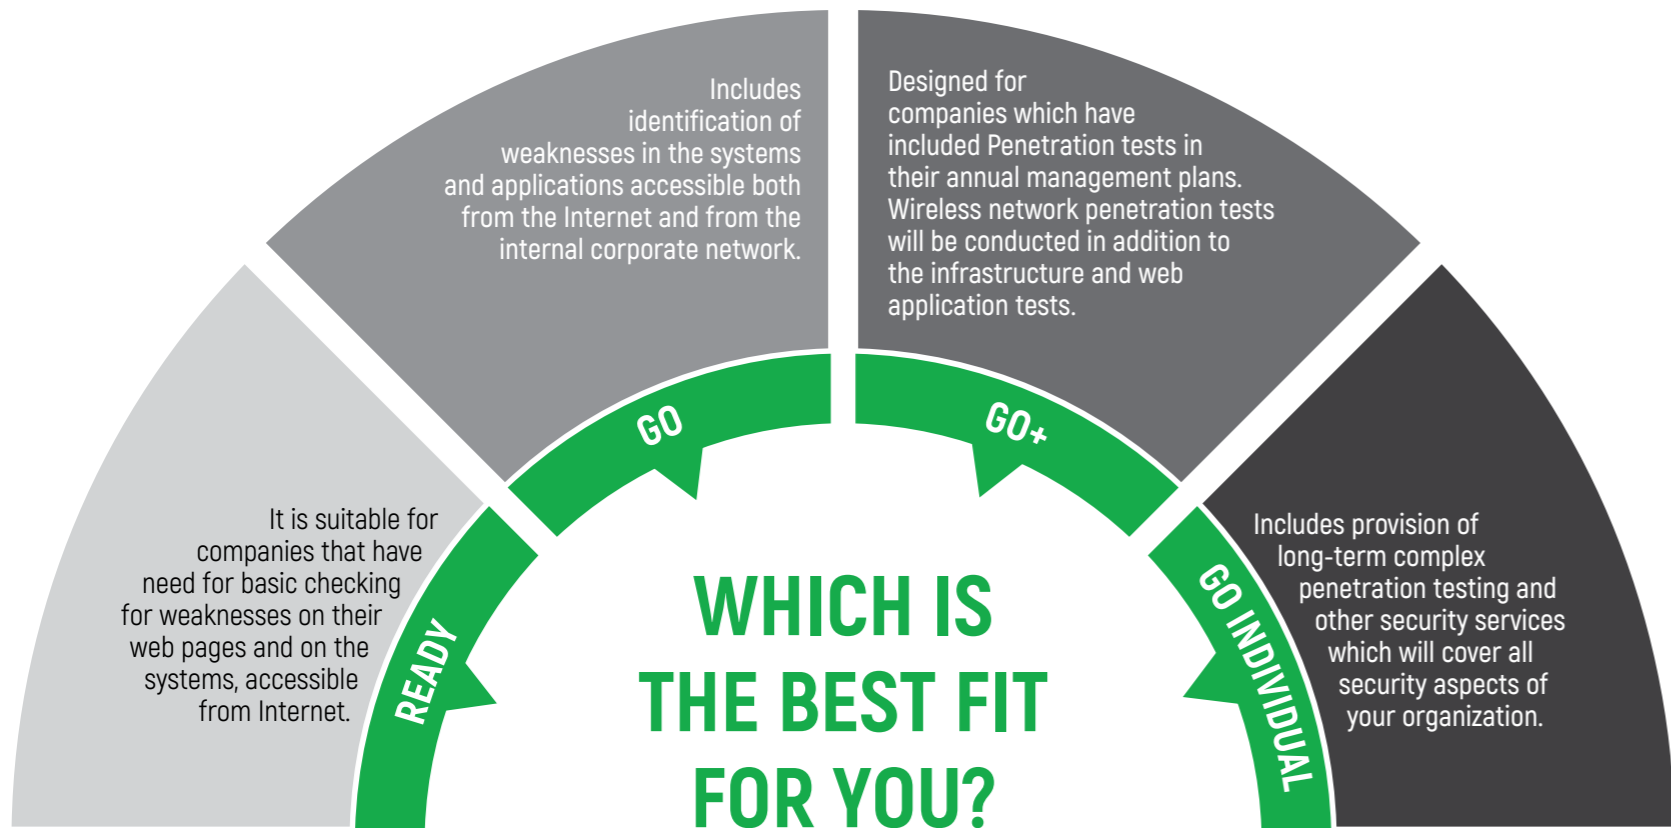 Includes
identification of
weaknesses in the systems
and applications accessible both
from the Internet and from the
internal corporate network.
Designed for
companies which have
included Penetration tests in
their annual management plans.
Wireless network penetration tests
will be conducted in addition to
the infrastructure and web
application tests.
GO
GO+
It is suitable for
companies that have
need for basic checking
for weaknesses on their
web pages and on the
systems, accessible
from Internet.
READY
WHICH IS
THE BEST FIT
FOR YOU?
GO INDIVIDUAL
Includes provision of
long-term complex
penetration testing and
other security services
which will cover all
security aspects of
your organization.